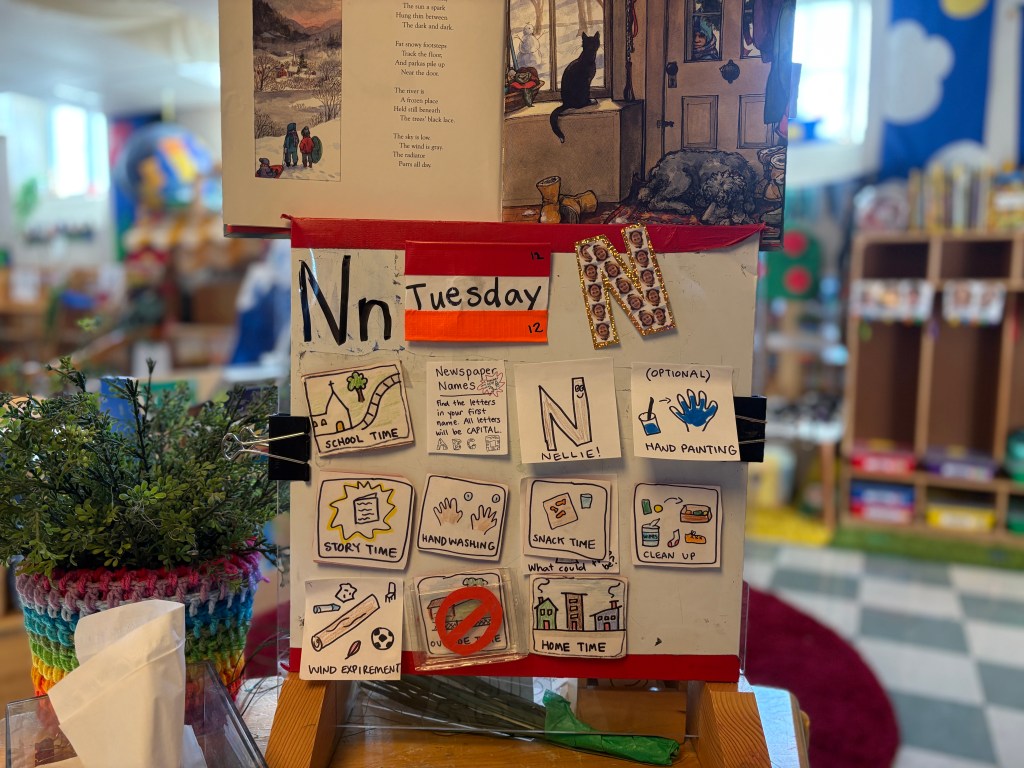 The sun a spark
Hung thin between
The dark and dark.
Fat snowy footsteps
Track the floor,
And parkas pile up
Near the door.
The river is
A frozen place
Held still beneath
The trees' black lace.
The sky is low.
The wind is gray.
The radiator
Purrs all day.
Nn
12
Tuesday
12
N
SCHOOL TIME
Newspaper
Names
Find the letters
in your first
name. All letters
will be CAPITAL.
A B C
N
NELLIE!
(OPTIONAL)
HAND PAINTING
STORY TIME
HANDWASHING
SNACK TIME
What could
be?
CLEAN UP
WIND EXPIREMENT
HOME TIME